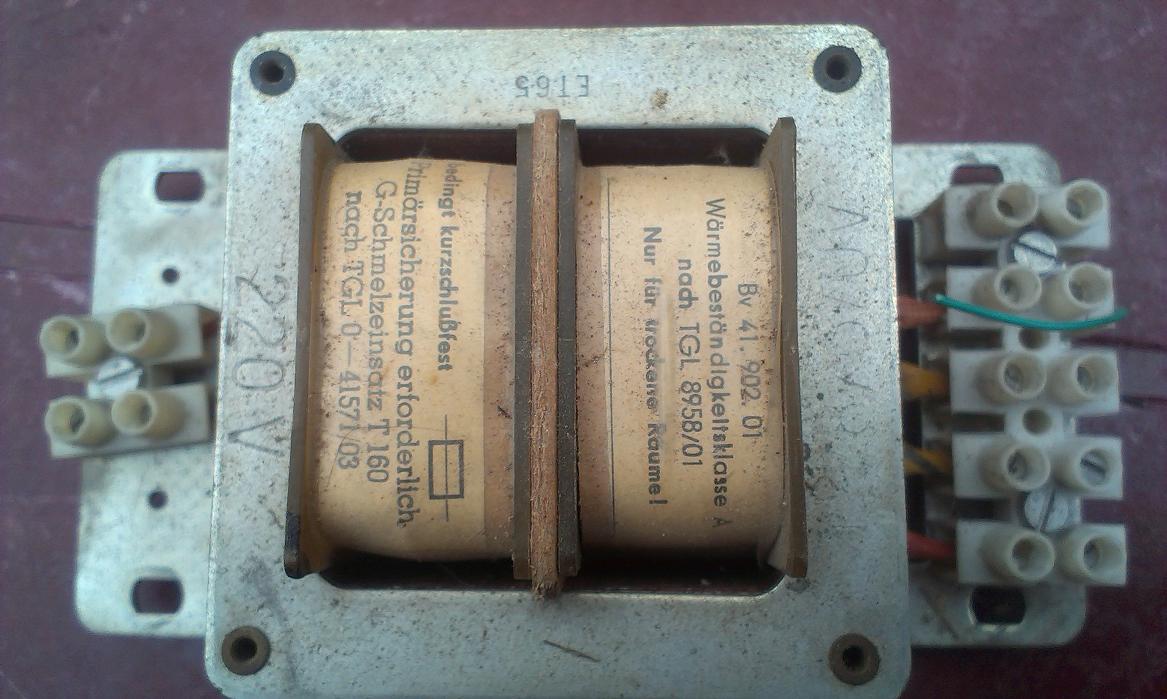 ET65
220V
bedingt kurzschlußfest
Primärsicherung erforderlich
G-Schmelzeinsatz T 160
nach TGL 0—41571/03
Bv 41. 902. 01
Wärmebeständigkeitsklasse A
nach TGL 8958/01
Nur für trockene Räume!